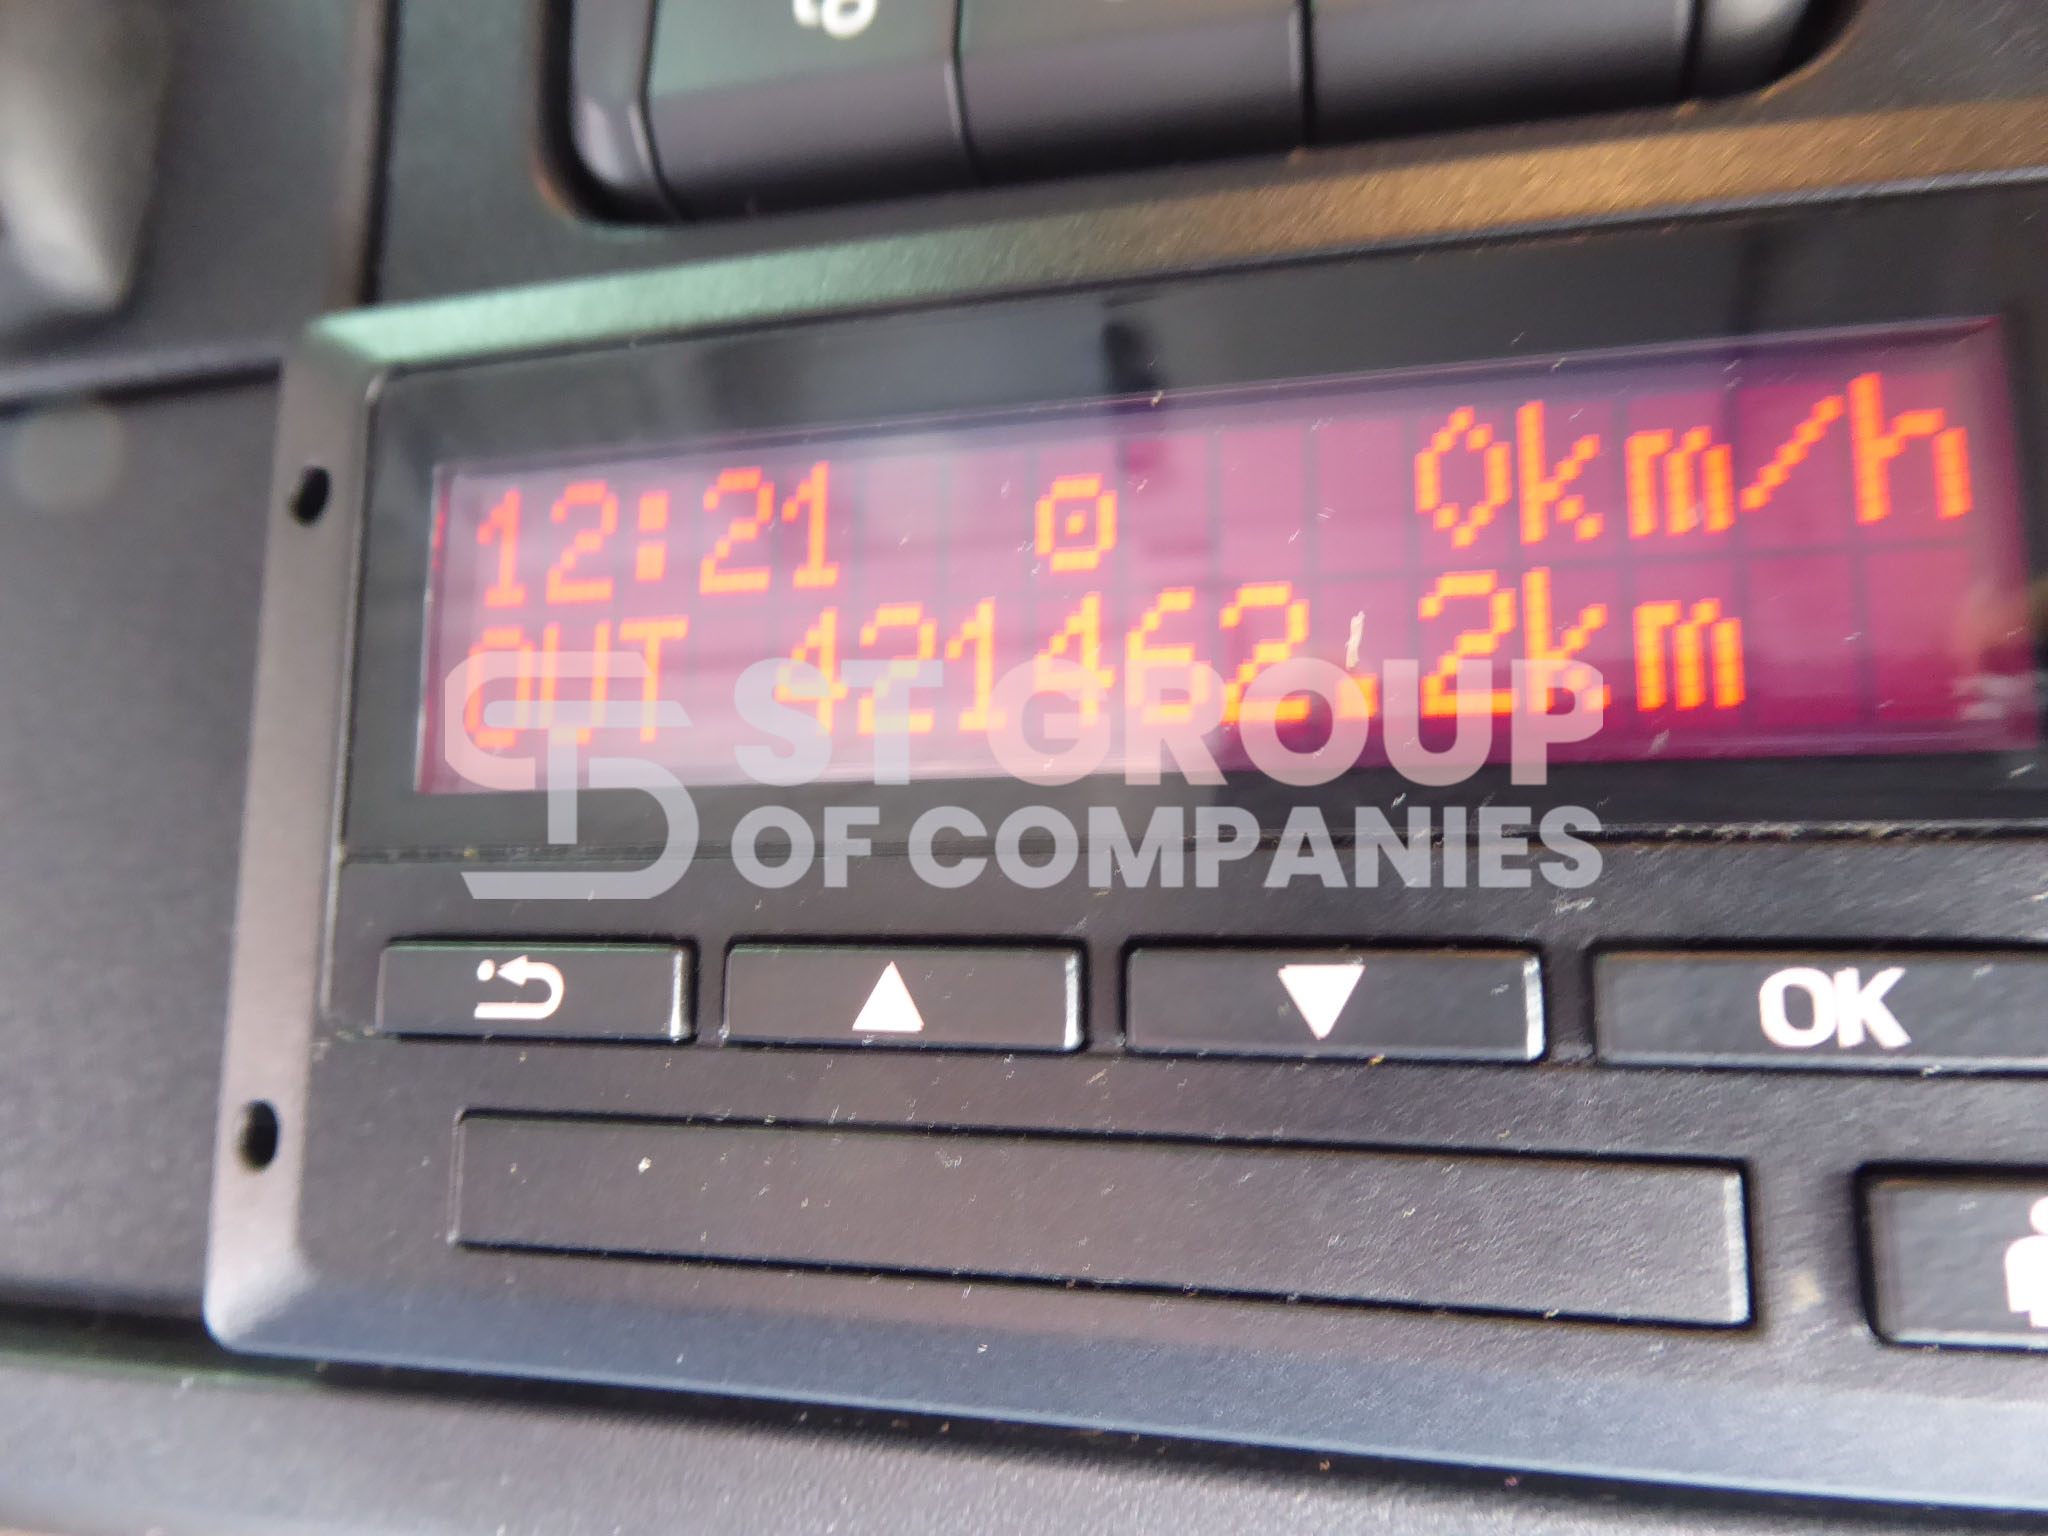 12:21 0km/h
OUT 421462.2km
ST GROUP
OF COMPANIES
OK